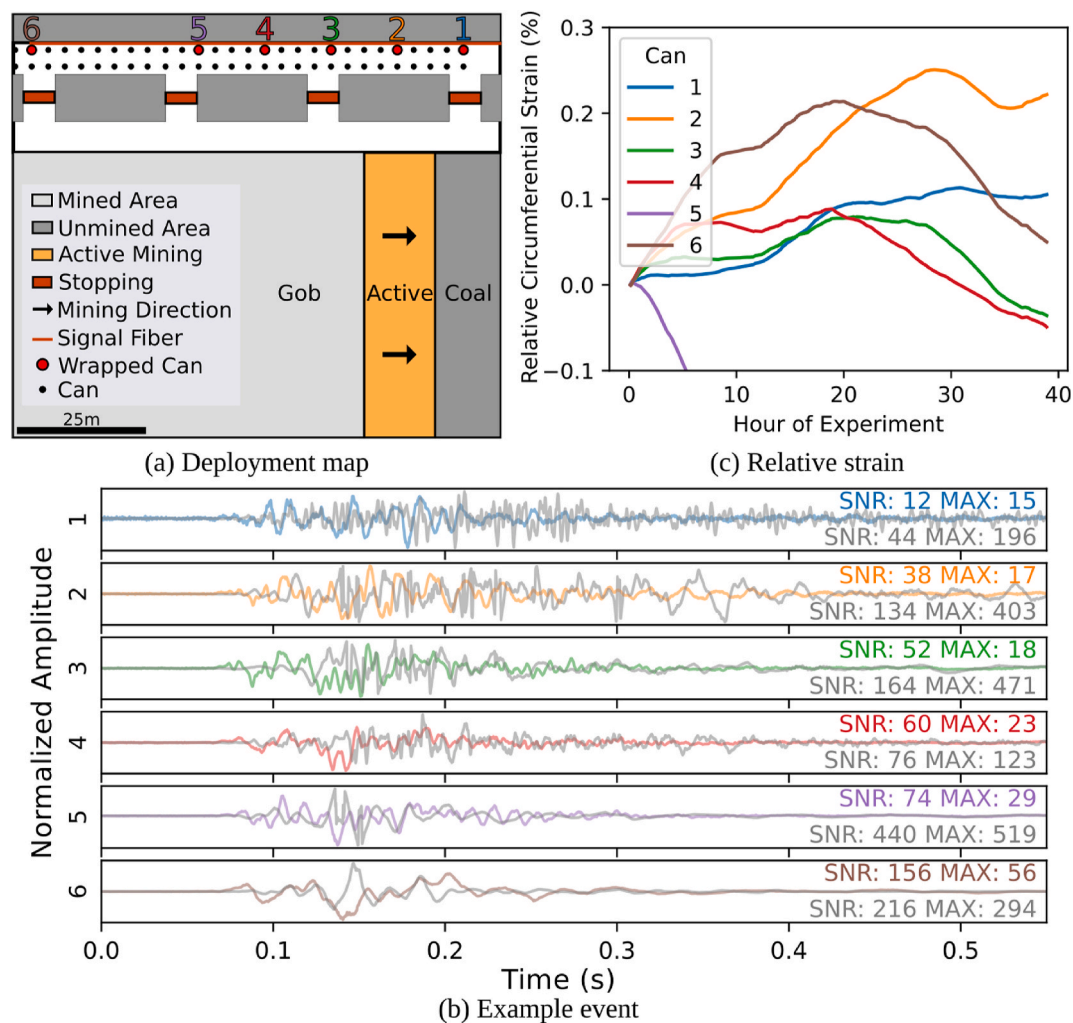 6 5 4 3 2 1
Mined Area
Unmined Area
Active Mining
Stopping
Mining Direction
Signal Fiber
Wrapped Can
Can
25m
Gob
Active
Coal
(a) Deployment map
Relative Circumferential Strain (%)
0.3
0.2
0.1
0.0
−0.1
Can
1
2
3
4
5
6
0 10 20 30 40
Hour of Experiment
(c) Relative strain
Normalized Amplitude
1
SNR: 12 MAX: 15
SNR: 44 MAX: 196
2
SNR: 38 MAX: 17
SNR: 134 MAX: 403
3
SNR: 52 MAX: 18
SNR: 164 MAX: 471
4
SNR: 60 MAX: 23
SNR: 76 MAX: 123
5
SNR: 74 MAX: 29
SNR: 440 MAX: 519
6
SNR: 156 MAX: 56
SNR: 216 MAX: 294
0.0 0.1 0.2 0.3 0.4 0.5
Time (s)
(b) Example event